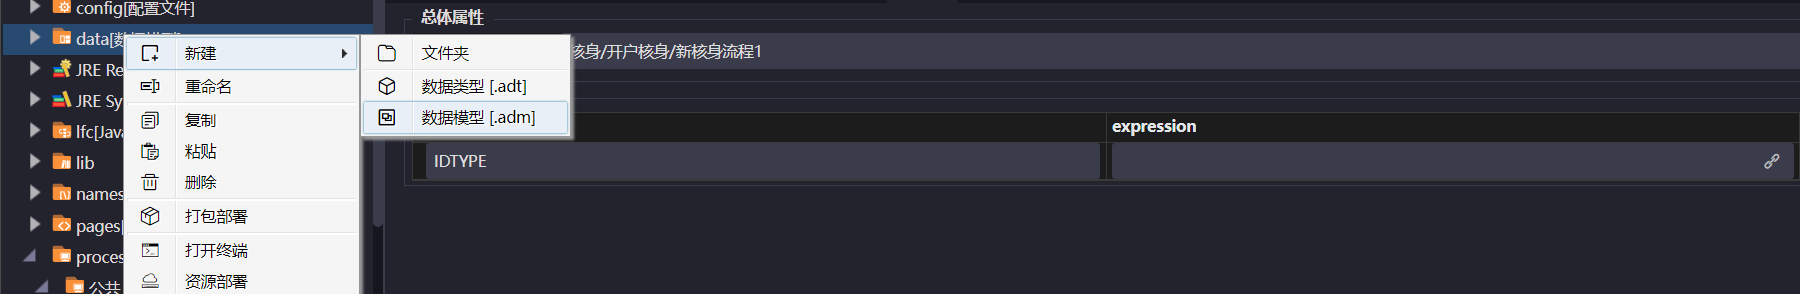 config[配置文件]
data[数据模型]
JRE Re
JRE Sy
lfc[Java
lib
names
pages[
proces
公共
新建
重命名
复制
粘贴
删除
打包部署
打开终端
资源部署
文件夹
数据类型 [.adt]
数据模型 [.adm]
总体属性
核身/开户核身/新核身流程1
expression
IDTYPE